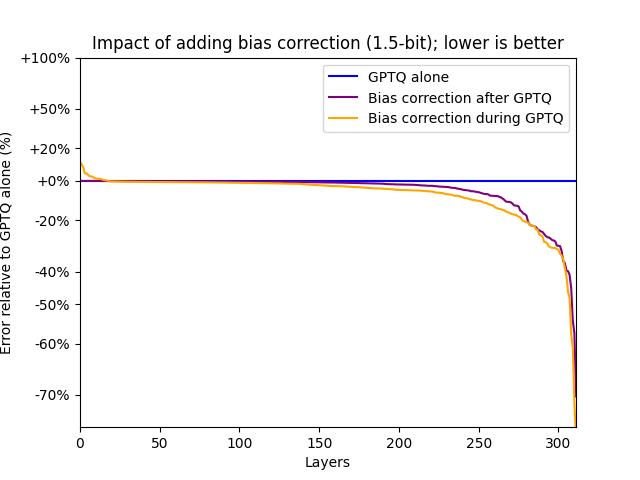 Impact of adding bias correction (1.5-bit); lower is better
Error relative to GPTQ alone (%)
+100%
+50%
+20%
+0%
-20%
-40%
-50%
-60%
-70%
GPTQ alone
Bias correction after GPTQ
Bias correction during GPTQ
0 50 100 150 200 250 300
Layers